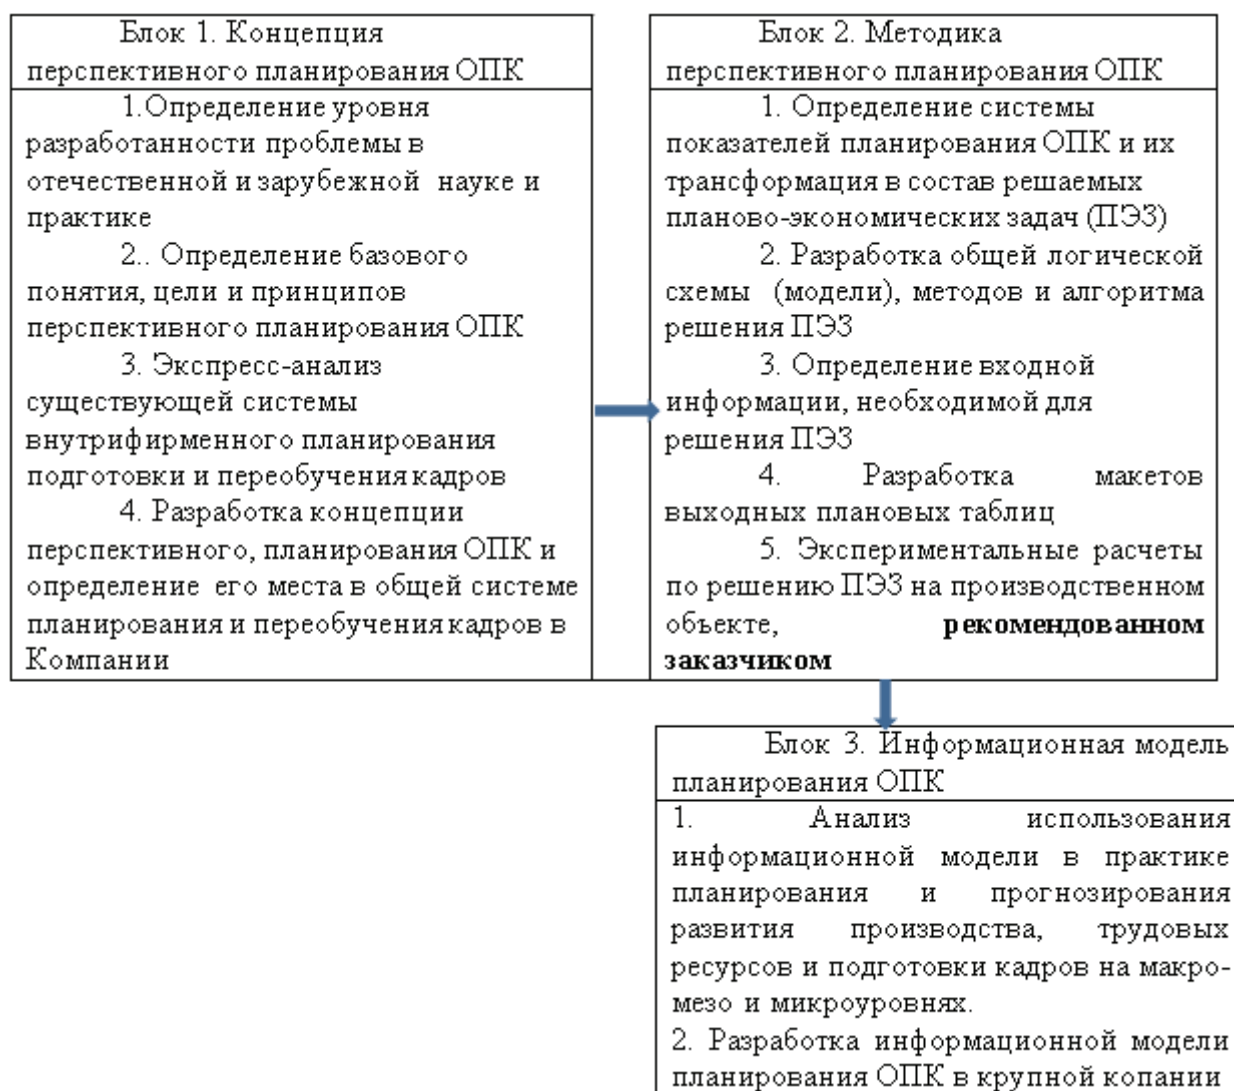 Блок 1. Концепция
перспективного планирования ОПК
1.Определение уровня
разработанности проблемы в
отечественной и зарубежной науке и
практике
2.. Определение базового
понятия, цели и принципов
перспективного планирования ОПК
3. Экспресс-анализ
существующей системы
внутрифирменного планирования
подготовки и переобучения кадров
4. Разработка концепции
перспективного, планирования ОПК и
определение его места в общей системе
планирования и переобучения кадров в
Компании
Блок 2. Методика
перспективного планирования ОПК
1. Определение системы
показателей планирования ОПК и их
трансформация в состав решаемых
планово-экономических задач (ПЭЗ)
2. Разработка общей логической
схемы (модели), методов и алгоритма
решения ПЭЗ
3. Определение входной
информации, необходимой для
решения ПЭЗ
4. Разработка макетов
выходных плановых таблиц
5. Экспериментальные расчеты
по решению ПЭЗ на производственном
объекте, рекомендованном
заказчиком
Блок 3. Информационная модель
планирования ОПК
1. Анализ использования
информационной модели в практике
планирования и прогнозирования
развития производства, трудовых
ресурсов и подготовки кадров на макро-
мезо и микроуровнях.
2. Разработка информационной модели
планирования ОПК в крупной копании